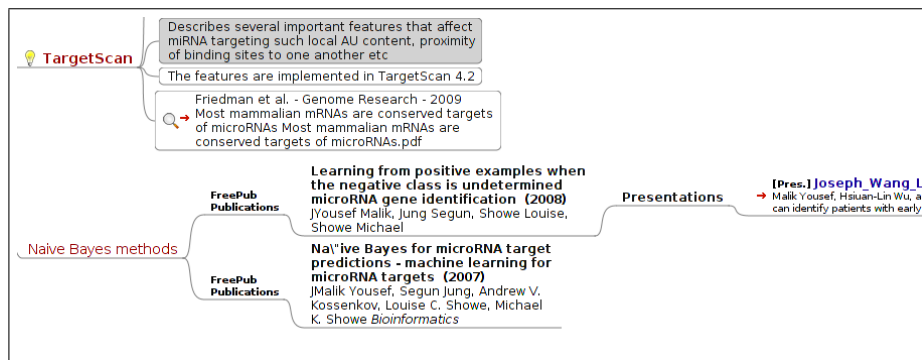 TargetScan
Describes several important features that affect
miRNA targeting such local AU content, proximity
of binding sites to one another etc
The features are implemented in TargetScan 4.2
Friedman et al. - Genome Research - 2009
Most mammalian mRNAs are conserved targets
of microRNAs Most mammalian mRNAs are
conserved targets of microRNAs.pdf
Naive Bayes methods
FreePub
Publications
Learning from positive examples when
the negative class is undetermined
microRNA gene identification (2008)
JYousef Malik, Jung Segun, Showe Louise,
Showe Michael
Presentations
[Pres.] Joseph_Wang_L
Malik Yousef, Hsiuan-Lin Wu, a
can identify patients with early
FreePub
Publications
Na\"ive Bayes for microRNA target
predictions - machine learning for
microRNA targets (2007)
JMalik Yousef, Segun Jung, Andrew V.
Kossenkov, Louise C. Showe, Michael
K. Showe Bioinformatics